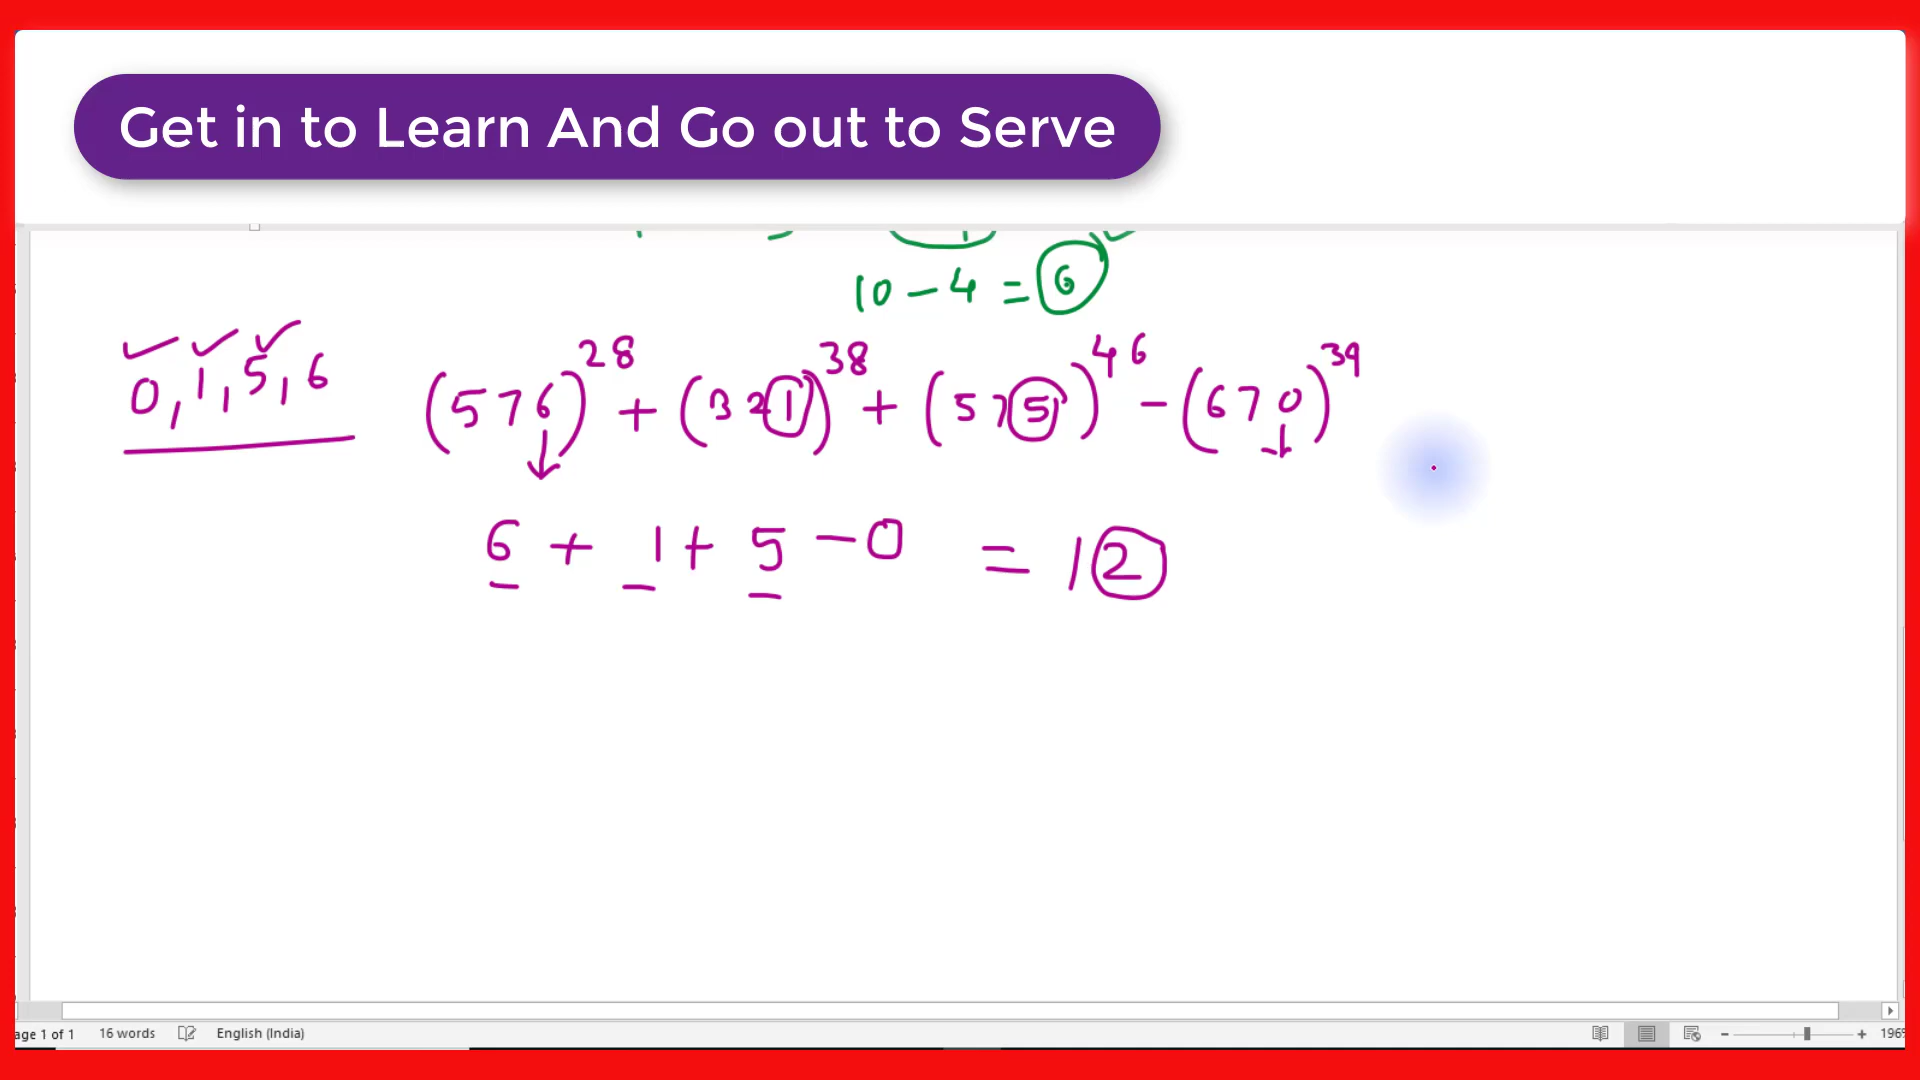 Get in to Learn And Go out to Serve
10 - 4 = 6
0, 1, 5, 6
(576)^28 + (321)^38 + (575)^46 - (670)^39
6 + 1 + 5 - 0 = 12
age 1 of 1 16 words English (India) 196%